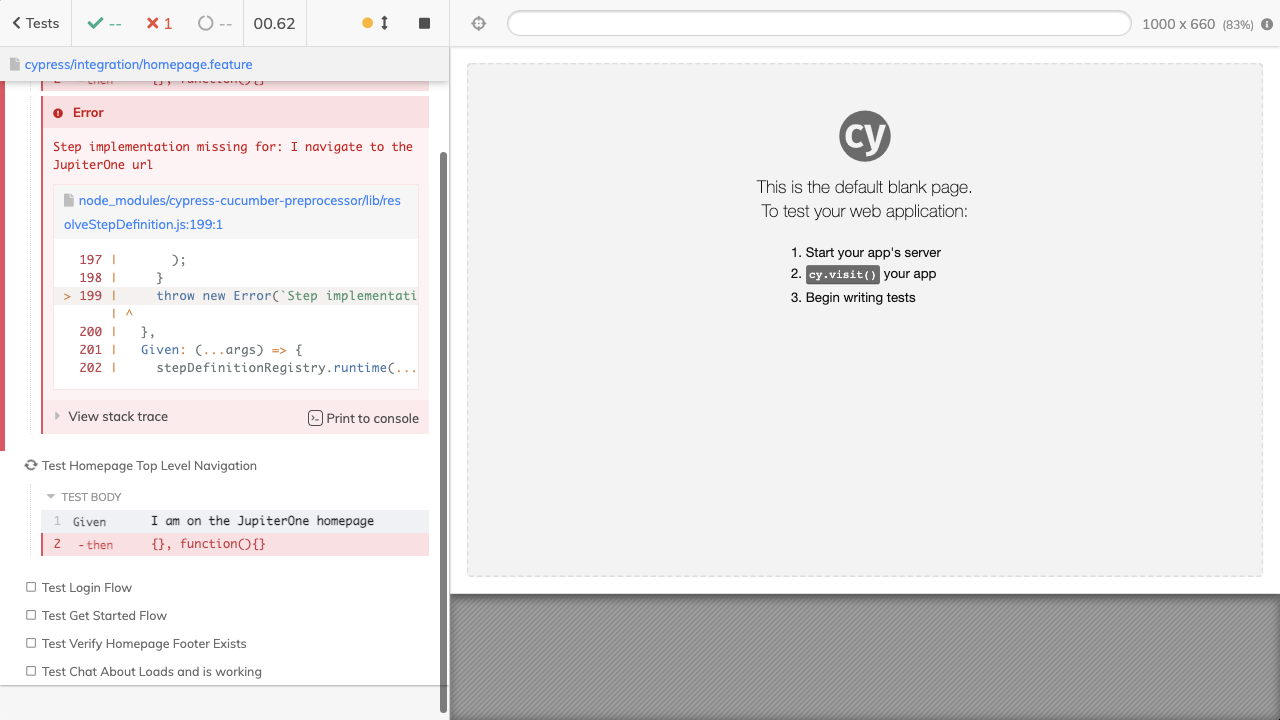 Tests
--
1
--
00.62
1000 x 660 (83%)
cypress/integration/homepage.feature
2 - then {}, function(){}
Error
Step implementation missing for: I navigate to the
JupiterOne url
node_modules/cypress-cucumber-preprocessor/lib/res
olveStepDefinition.js:199:1
197 | );
198 | }
> 199 | throw new Error(`Step implementati
| ^
200 | },
201 | Given: (...args) => {
202 | stepDefinitionRegistry.runtime(...
View stack trace
Print to console
Test Homepage Top Level Navigation
TEST BODY
1 Given I am on the JupiterOne homepage
2 - then {}, function(){}
Test Login Flow
Test Get Started Flow
Test Verify Homepage Footer Exists
Test Chat About Loads and is working
cy
This is the default blank page.
To test your web application:
1. Start your app's server
2. cy.visit() your app
3. Begin writing tests